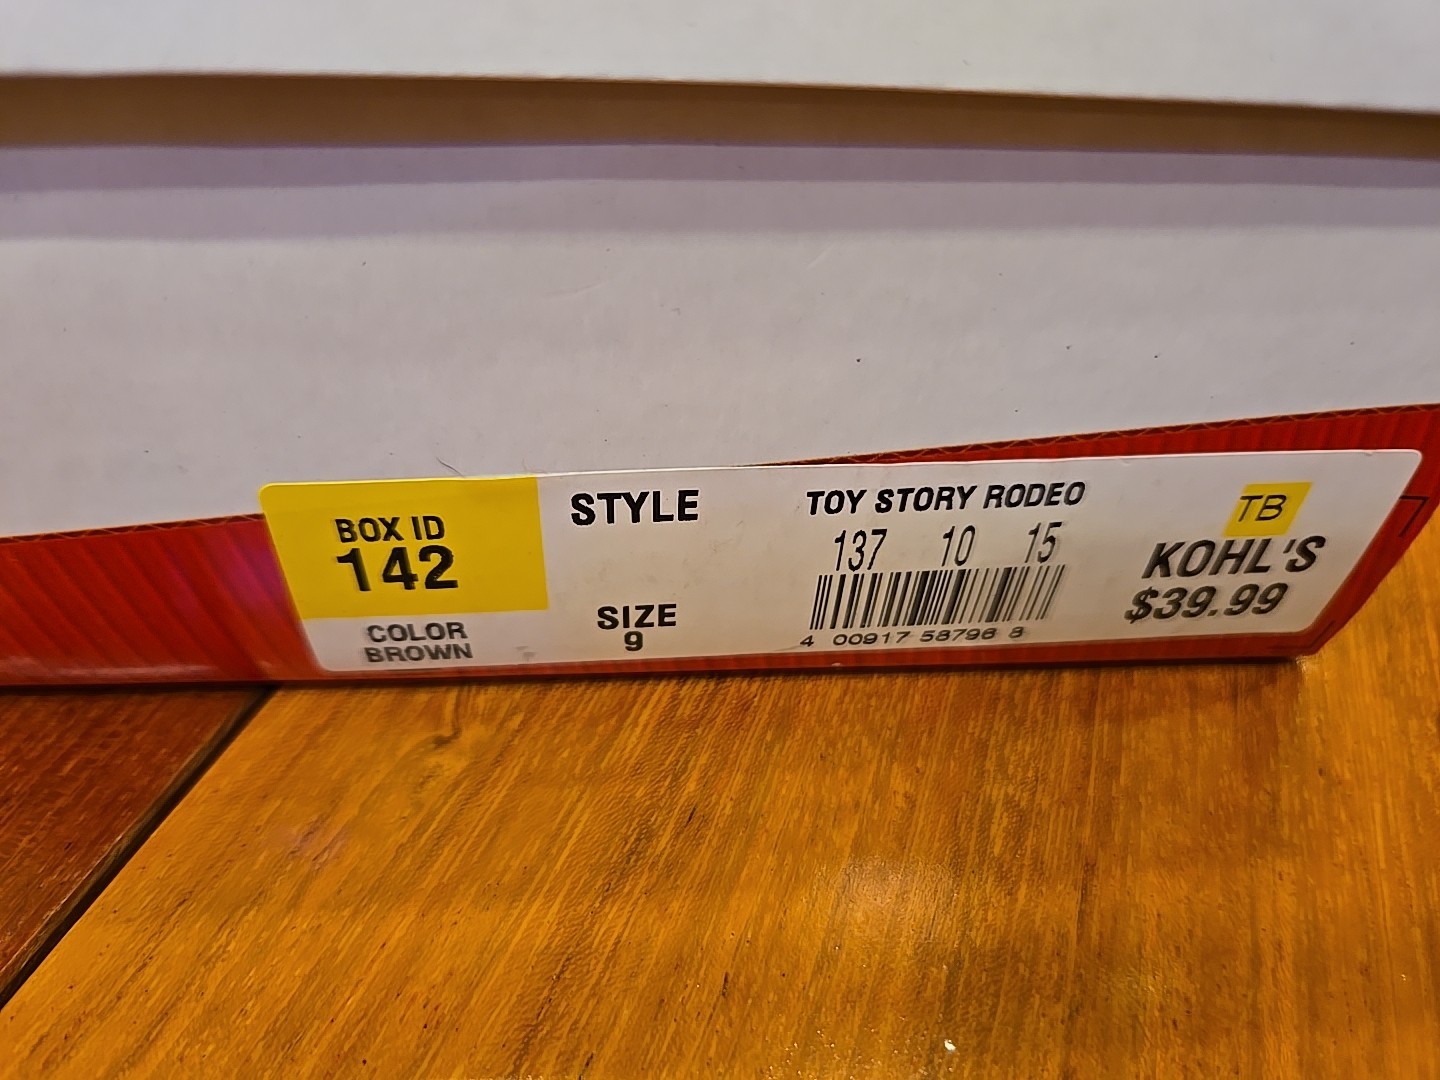 BOX ID
142
COLOR
BROWN
STYLE
SIZE
9
TOY STORY RODEO
137 10 15
4 00917 58796 8
TB
KOHL'S
$39.99